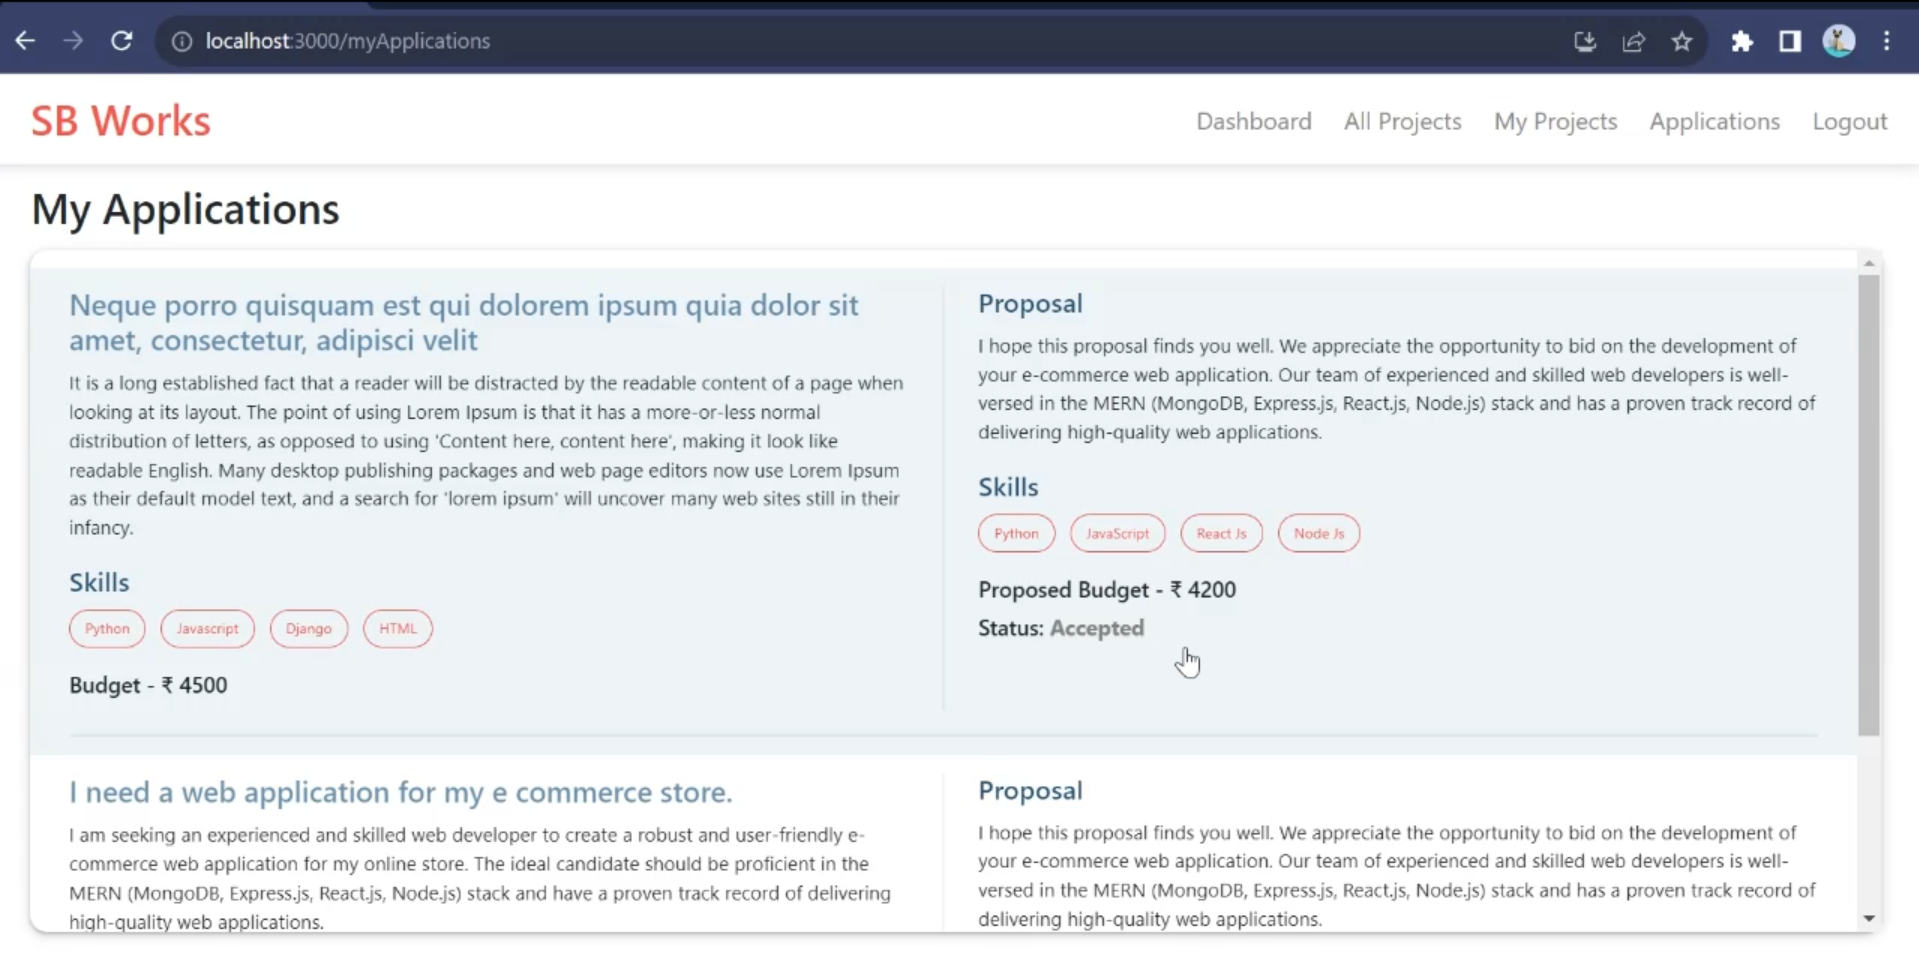 localhost:3000/myApplications
SB Works
Dashboard All Projects My Projects Applications Logout
My Applications
Neque porro quisquam est qui dolorem ipsum quia dolor sit
amet, consectetur, adipisci velit
It is a long established fact that a reader will be distracted by the readable content of a page when
looking at its layout. The point of using Lorem Ipsum is that it has a more-or-less normal
distribution of letters, as opposed to using 'Content here, content here', making it look like
readable English. Many desktop publishing packages and web page editors now use Lorem Ipsum
as their default model text, and a search for 'lorem ipsum' will uncover many web sites still in their
infancy.
Skills
Python Javascript Django HTML
Budget - ₹ 4500
Proposal
I hope this proposal finds you well. We appreciate the opportunity to bid on the development of
your e-commerce web application. Our team of experienced and skilled web developers is well-
versed in the MERN (MongoDB, Express.js, React.js, Node.js) stack and has a proven track record of
delivering high-quality web applications.
Skills
Python JavaScript React Js Node Js
Proposed Budget - ₹ 4200
Status: Accepted
I need a web application for my e commerce store.
I am seeking an experienced and skilled web developer to create a robust and user-friendly e-
commerce web application for my online store. The ideal candidate should be proficient in the
MERN (MongoDB, Express.js, React.js, Node.js) stack and have a proven track record of delivering
high-quality web applications.
Proposal
I hope this proposal finds you well. We appreciate the opportunity to bid on the development of
your e-commerce web application. Our team of experienced and skilled web developers is well-
versed in the MERN (MongoDB, Express.js, React.js, Node.js) stack and has a proven track record of
delivering high-quality web applications.